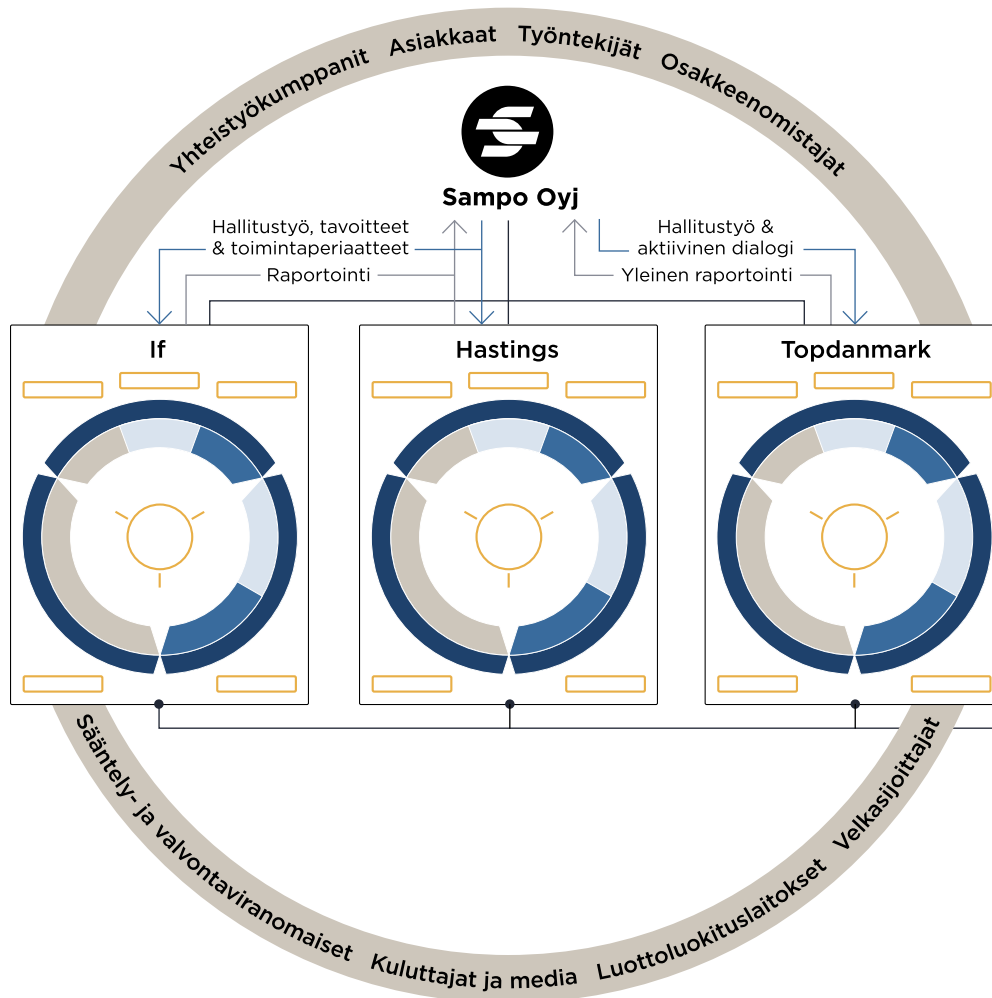 Yhteistyökumppanit
Asiakkaat
Työntekijät
Osakkeenomistajat
Sampo Oyj
Hallitustyö, tavoitteet
& toimintaperiaatteet
Raportointi
Hallitustyö &
aktiivinen dialogi
Yleinen raportointi
If
Hastings
Topdanmark
Sääntely- ja valvontaviranomaiset
Kuluttajat ja media
Luottoluokituslaitokset
Velkasijoittajat